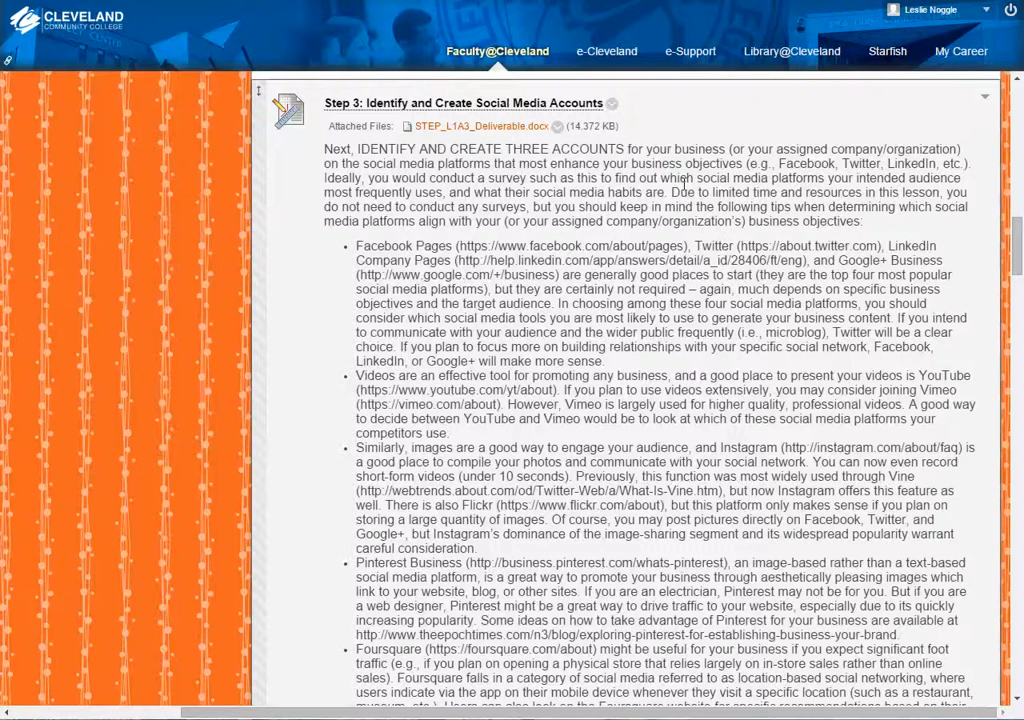 CLEVELAND
COMMUNITY COLLEGE
Leslie Noggle
Faculty@Cleveland e-Cleveland e-Support Library@Cleveland Starfish My Career
Step 3: Identify and Create Social Media Accounts
Attached Files: STEP_L1A3_Deliverable.docx (14.372 KB)
Next, IDENTIFY AND CREATE THREE ACCOUNTS for your business (or your assigned company/organization)
on the social media platforms that most enhance your business objectives (e.g., Facebook, Twitter, LinkedIn, etc.).
Ideally, you would conduct a survey such as this to find out which social media platforms your intended audience
most frequently uses, and what their social media habits are. Due to limited time and resources in this lesson, you
do not need to conduct any surveys, but you should keep in mind the following tips when determining which social
media platforms align with your (or your assigned company/organization's) business objectives:
• Facebook Pages (https://www.facebook.com/about/pages), Twitter (https://about.twitter.com), LinkedIn
Company Pages (http://help.linkedin.com/app/answers/detail/a_id/28406/ft/eng), and Google+ Business
(http://www.google.com/+/business) are generally good places to start (they are the top four most popular
social media platforms), but they are certainly not required – again, much depends on specific business
objectives and the target audience. In choosing among these four social media platforms, you should
consider which social media tools you are most likely to use to generate your business content. If you intend
to communicate with your audience and the wider public frequently (i.e., microblog), Twitter will be a clear
choice. If you plan to focus more on building relationships with your specific social network, Facebook,
LinkedIn, or Google+ will make more sense.
• Videos are an effective tool for promoting any business, and a good place to present your videos is YouTube
(https://www.youtube.com/yt/about). If you plan to use videos extensively, you may consider joining Vimeo
(https://vimeo.com/about). However, Vimeo is largely used for higher quality, professional videos. A good way
to decide between YouTube and Vimeo would be to look at which of these social media platforms your
competitors use.
• Similarly, images are a good way to engage your audience, and Instagram (http://instagram.com/about/faq) is
a good place to compile your photos and communicate with your social network. You can now even record
short-form videos (under 10 seconds). Previously, this function was most widely used through Vine
(http://webtrends.about.com/od/Twitter-Web/a/What-Is-Vine.htm), but now Instagram offers this feature as
well. There is also Flickr (https://www.flickr.com/about), but this platform only makes sense if you plan on
storing a large quantity of images. Of course, you may post pictures directly on Facebook, Twitter, and
Google+, but Instagram's dominance of the image-sharing segment and its widespread popularity warrant
careful consideration.
• Pinterest Business (http://business.pinterest.com/whats-pinterest), an image-based rather than a text-based
social media platform, is a great way to promote your business through aesthetically pleasing images which
link to your website, blog, or other sites. If you are an electrician, Pinterest may not be for you. But if you are
a web designer, Pinterest might be a great way to drive traffic to your website, especially due to its quickly
increasing popularity. Some ideas on how to take advantage of Pinterest for your business are available at
http://www.theepochtimes.com/n3/blog/exploring-pinterest-for-establishing-business-your-brand.
• Foursquare (https://foursquare.com/about) might be useful for your business if you expect significant foot
traffic (e.g., if you plan on opening a physical store that relies largely on in-store sales rather than online
sales). Foursquare falls in a category of social media referred to as location-based social networking, where
users indicate via the app on their mobile device whenever they visit a specific location (such as a restaurant,